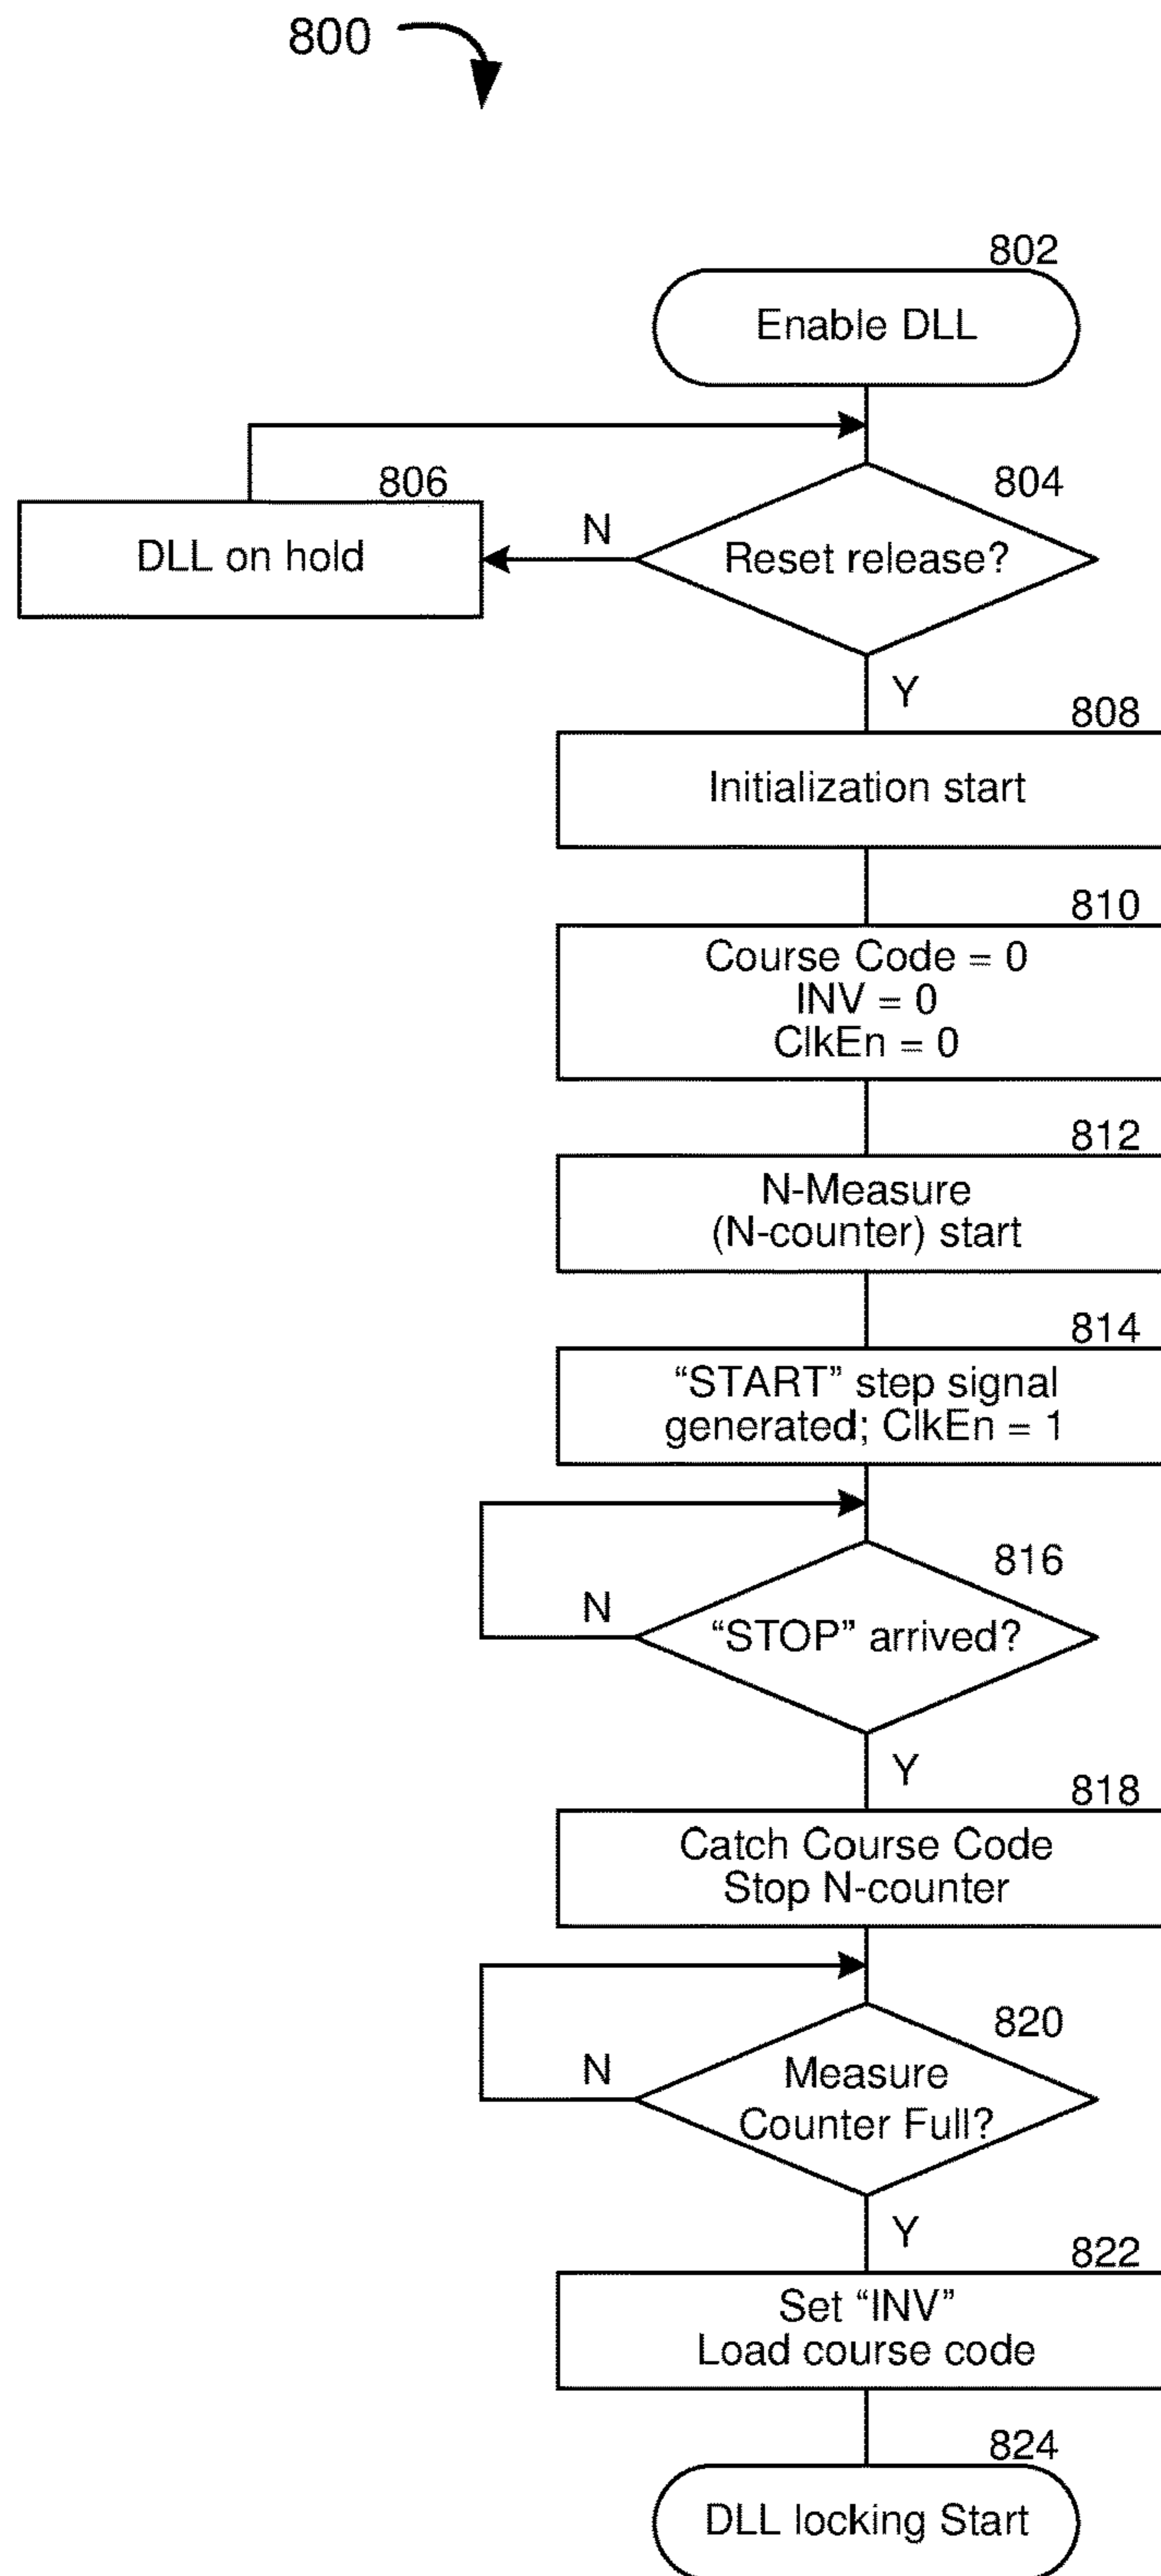 800
802
Enable DLL
806
804
DLL on hold
N
Reset release?
Y
808
Initialization start
810
Course Code = 0
INV = 0
ClkEn = 0
812
N-Measure
(N-counter) start
814
“START” step signal
generated; ClkEn = 1
816
N
“STOP” arrived?
Y
818
Catch Course Code
Stop N-counter
820
N
Measure
Counter Full?
Y
822
Set “INV”
Load course code
824
DLL locking Start